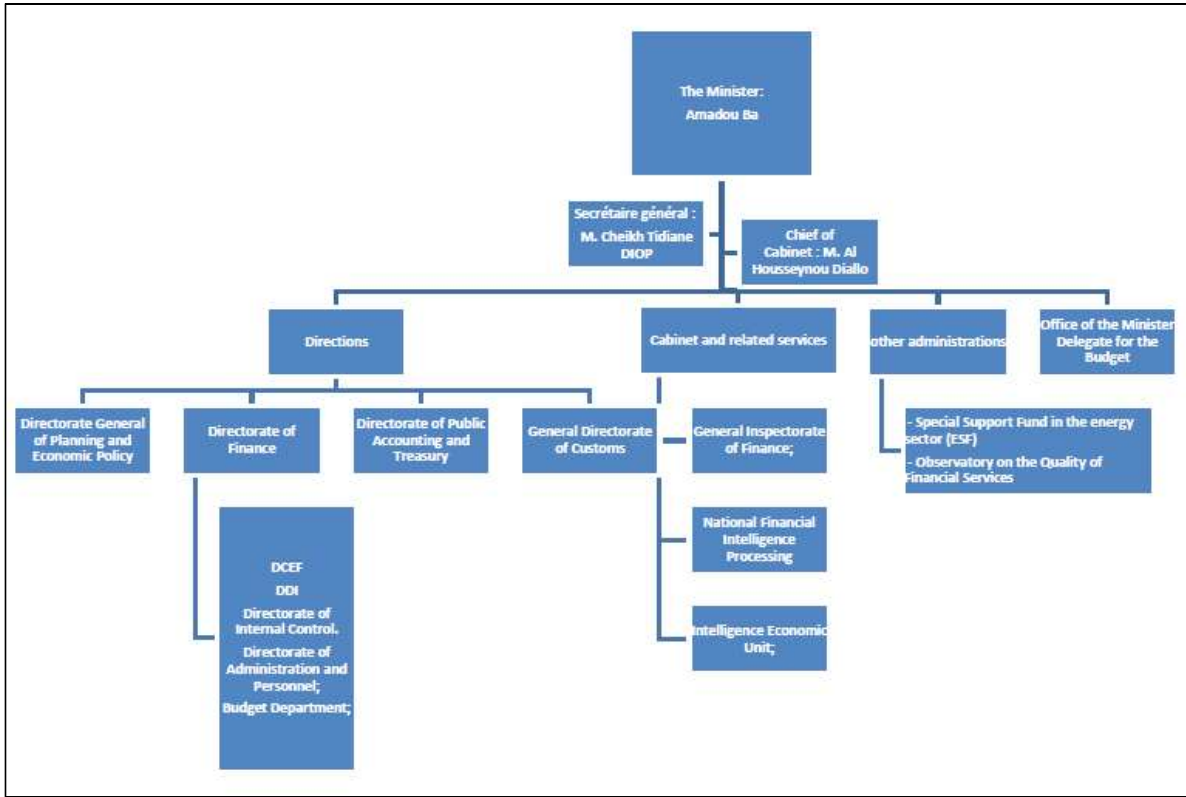 The Minister:
Amadou Ba
Secrétaire général :
M. Cheikh Tidiane
DIOP
Chief of
Cabinet : M. Al
Housseynou Diallo
Directions
Cabinet and related services
other administrations
Office of the Minister
Delegate for the
Budget
Directorate General
of Planning and
Economic Policy
Directorate of
Finance
Directorate of Public
Accounting and
Treasury
General Directorate
of Customs
General Inspectorate
of Finance;
- Special Support Fund in the energy
sector (ESF)
- Observatory on the Quality of
Financial Services
National Financial
Intelligence
Processing
Intelligence Economic
Unit;
DCEF
DDI
Directorate of
Internal Control.
Directorate of
Administration and
Personnel;
Budget Department;